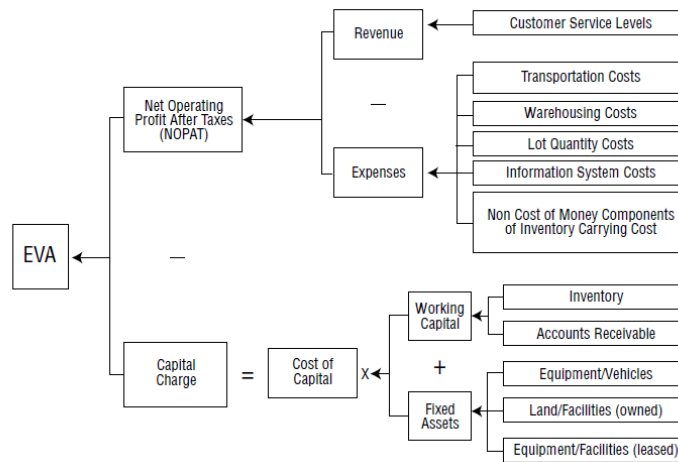 Revenue
Customer Service Levels
Transportation Costs
Net Operating
Profit After Taxes
(NOPAT)
—
Warehousing Costs
Lot Quantity Costs
Expenses
Information System Costs
Non Cost of Money Components
of Inventory Carrying Cost
EVA
—
Working
Capital
Inventory
Accounts Receivable
Capital
Charge
=
Cost of
Capital
X
+
Equipment/Vehicles
Fixed
Assets
Land/Facilities (owned)
Equipment/Facilities (leased)